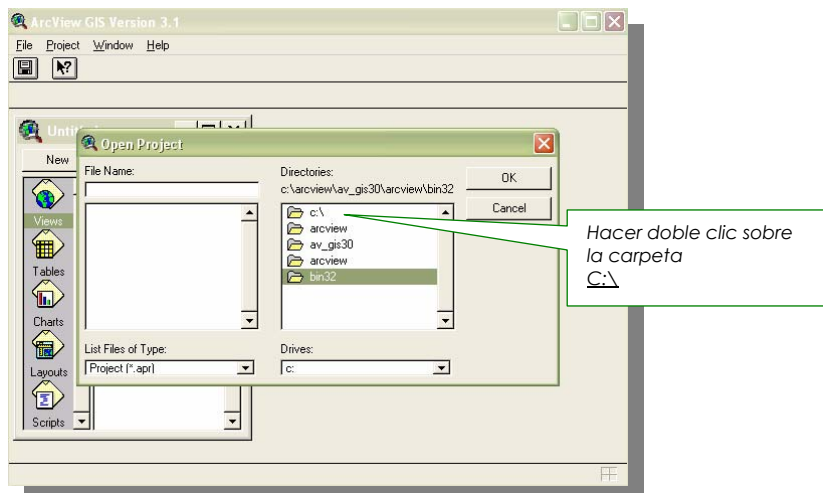 ArcView GIS Version 3.1
File Project Window Help
Untit
New
Views
Tables
Charts
Layouts
Scripts
Open Project
File Name:
List Files of Type:
Project (*.apr)
Directories:
c:\arcview\av_gis30\arcview\bin32
c:\
arcview
av_gis30
arcview
bin32
Drives:
c:
OK
Cancel
Hacer doble clic sobre
la carpeta
C:\